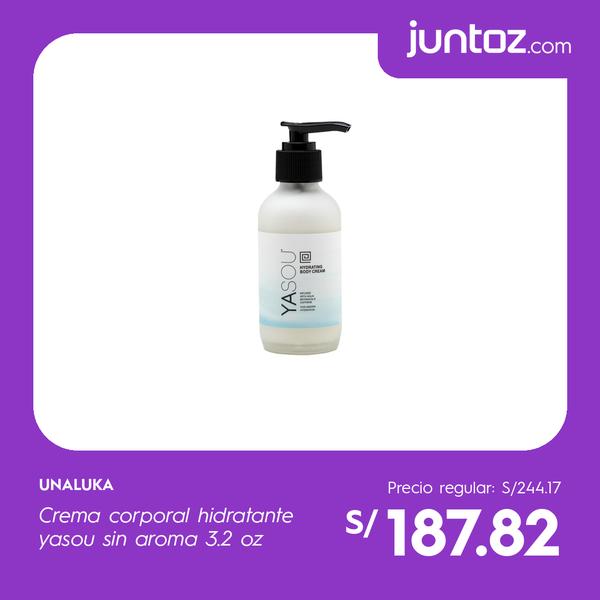 juntoz.com
YASOU
HYDRATING
BODY CREAM
UNALUKA
Crema corporal hidratante
yasou sin aroma 3.2 oz
Precio regular: S/244.17
S/187.82